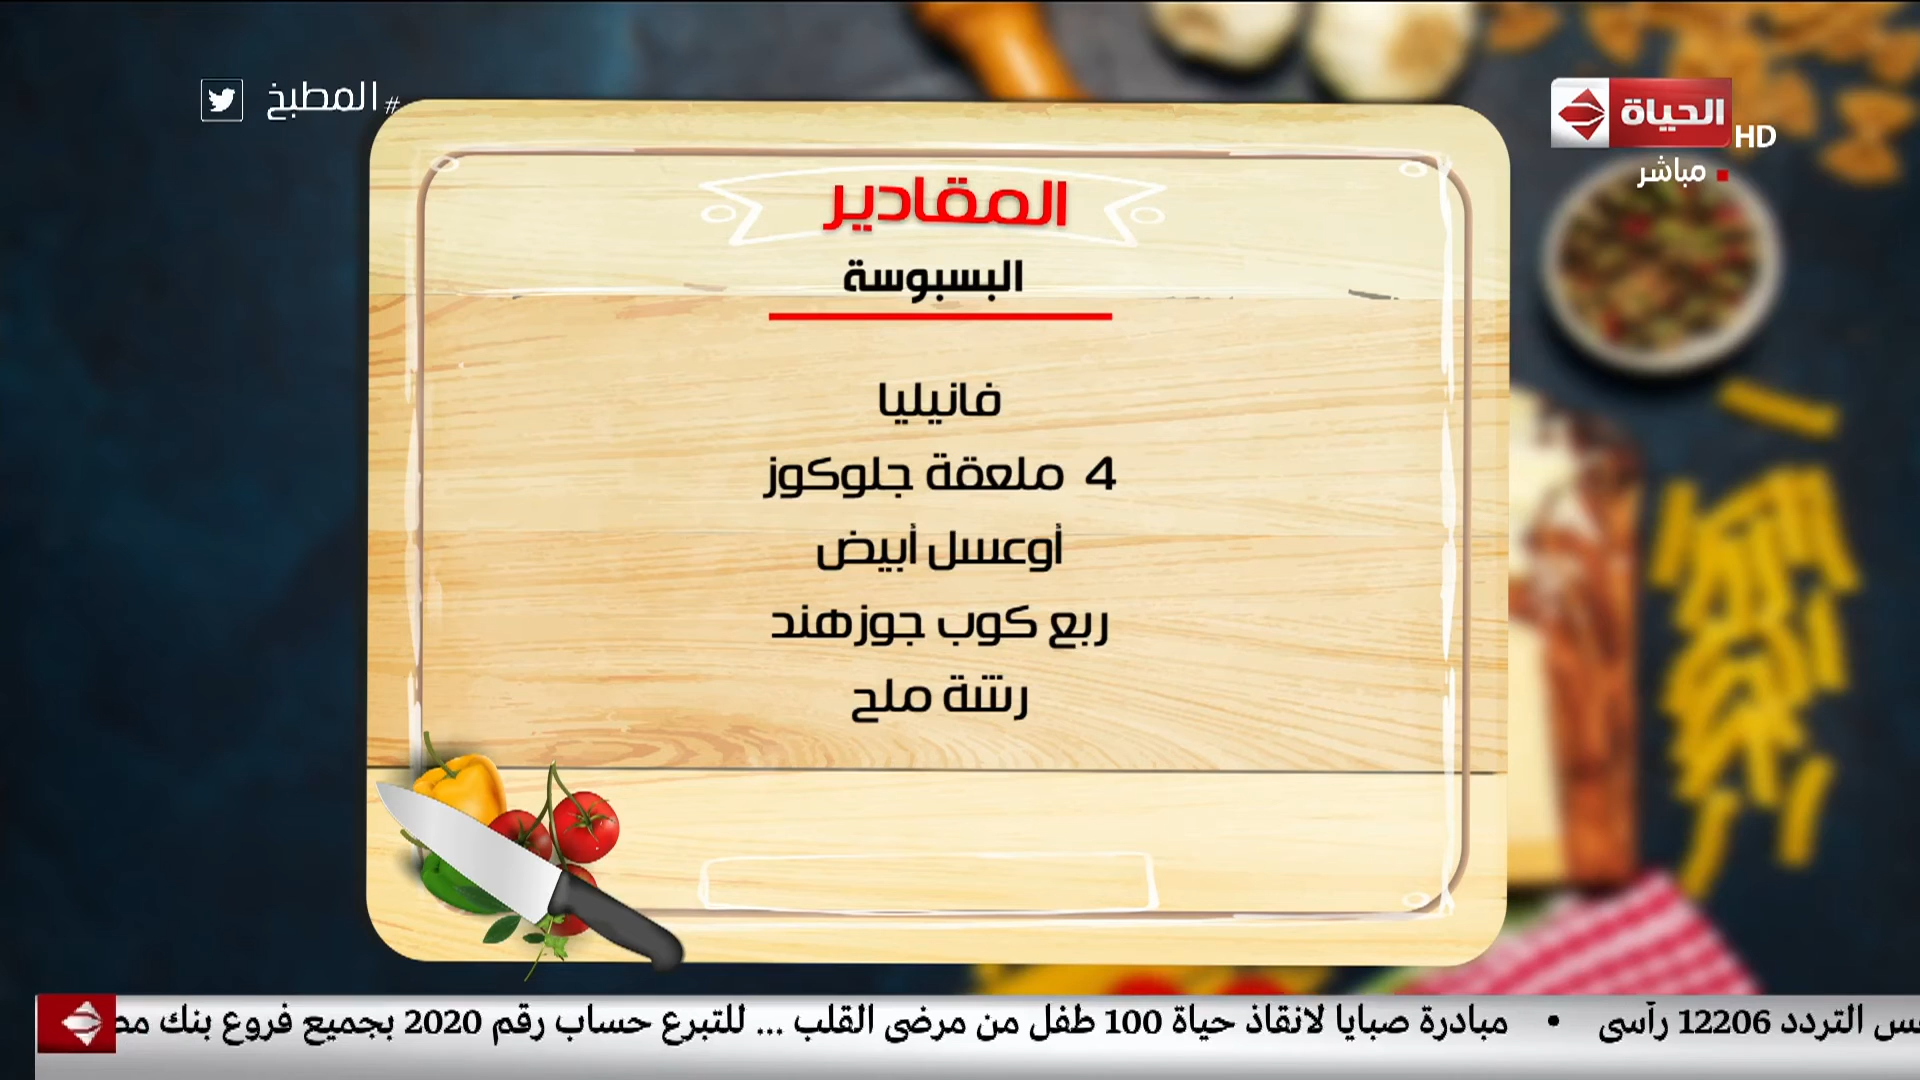 #المطبخ
الحياة
HD
مباشر
المقادير
البسبوسة
فانيليا
4 ملعقة جلوكوز
أوعسل أبيض
ربع كوب جوزهند
رشة ملح
التردد 12206 رآسى • مبادرة صبايا لانقاذ حياة 100 طفل من مرضى القلب ... للتبرع حساب رقم 2020 بجميع فروع بنك